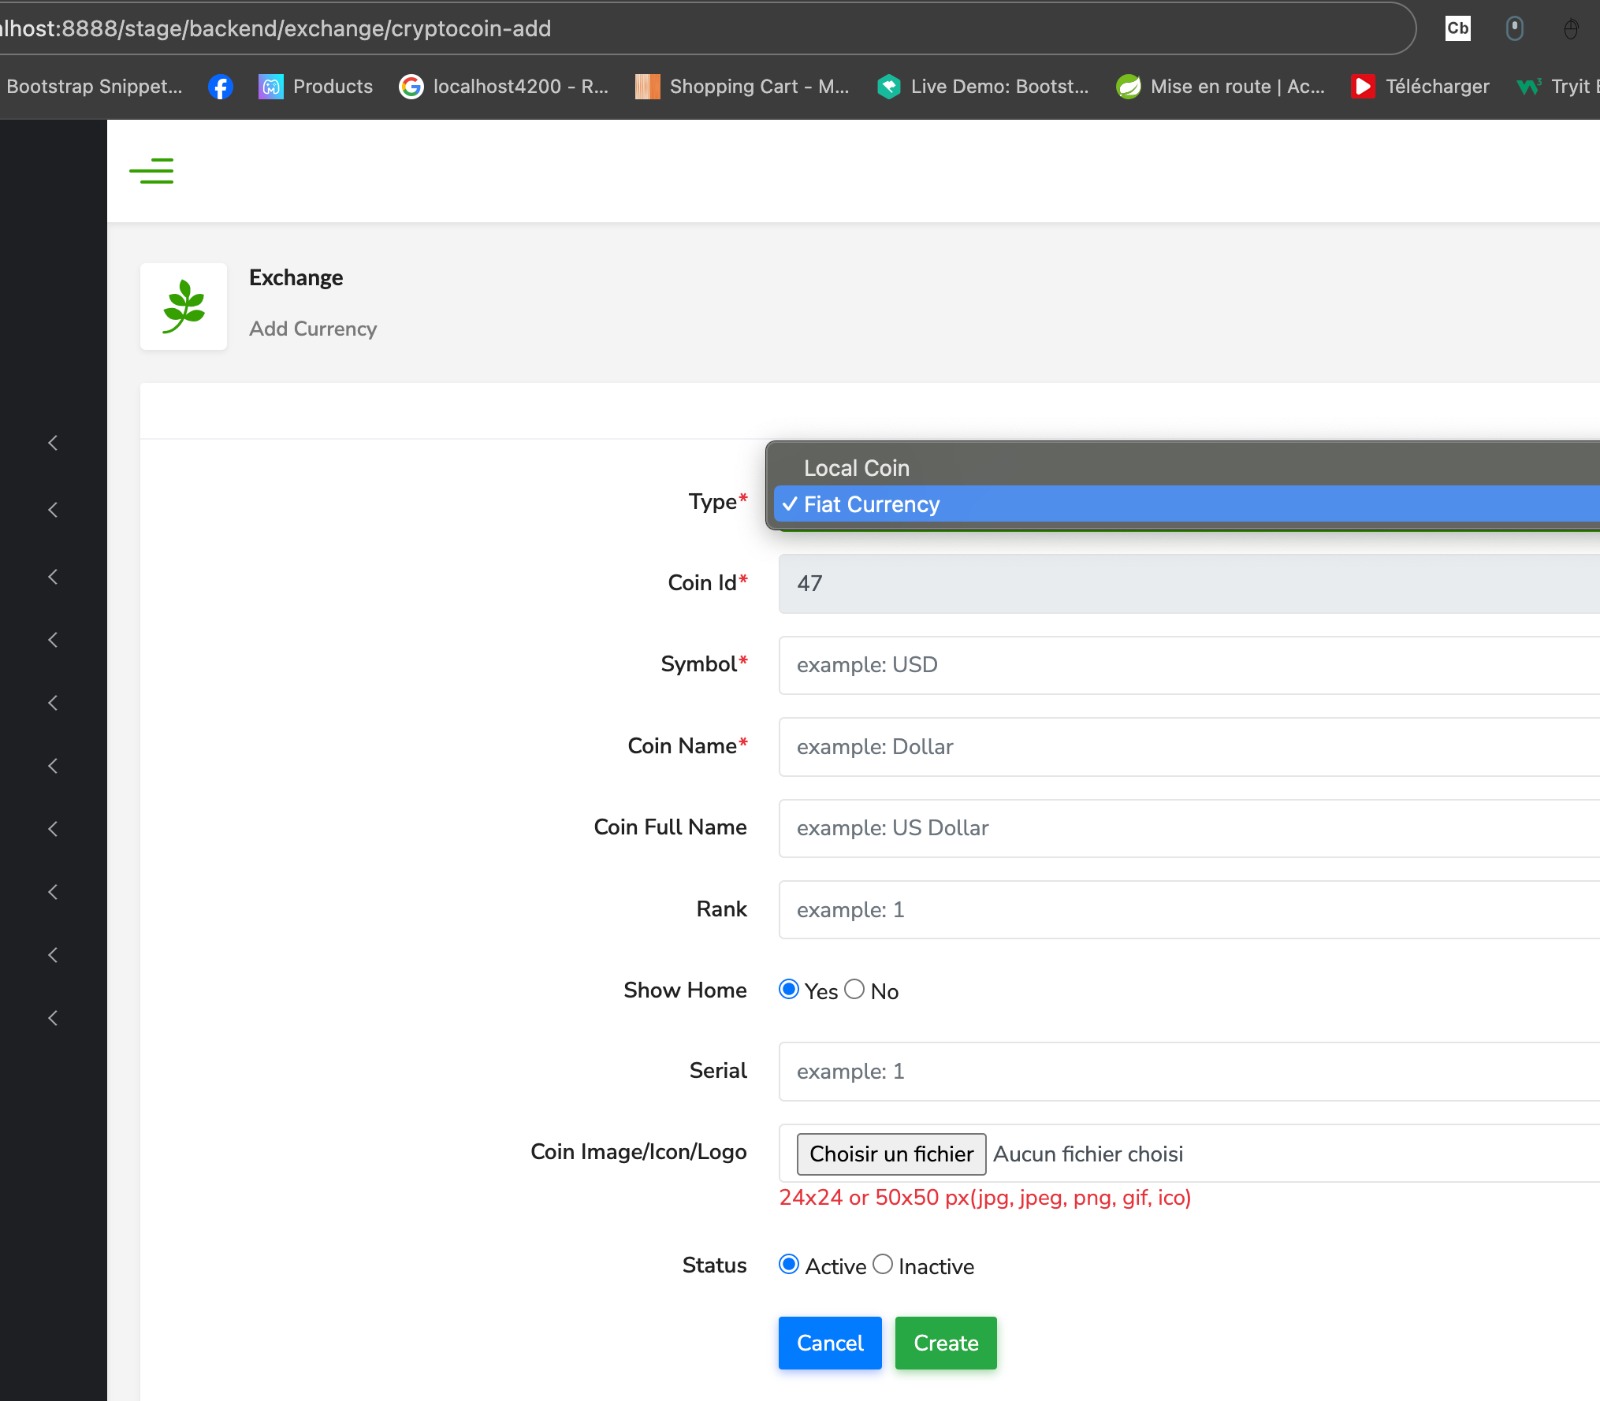 lhost:8888/stage/backend/exchange/cryptocoin-add
Cb
Bootstrap Snippet...
Products
localhost4200 - R...
Shopping Cart - M...
Live Demo: Bootst...
Mise en route | Ac...
Télécharger
Tryit
Exchange
Add Currency
Local Coin
Type*
✓ Fiat Currency
Coin Id*
47
Symbol*
example: USD
Coin Name*
example: Dollar
Coin Full Name
example: US Dollar
Rank
example: 1
Show Home
Yes No
Serial
example: 1
Coin Image/Icon/Logo
Choisir un fichier Aucun fichier choisi
24x24 or 50x50 px(jpg, jpeg, png, gif, ico)
Status
Active Inactive
Cancel
Create